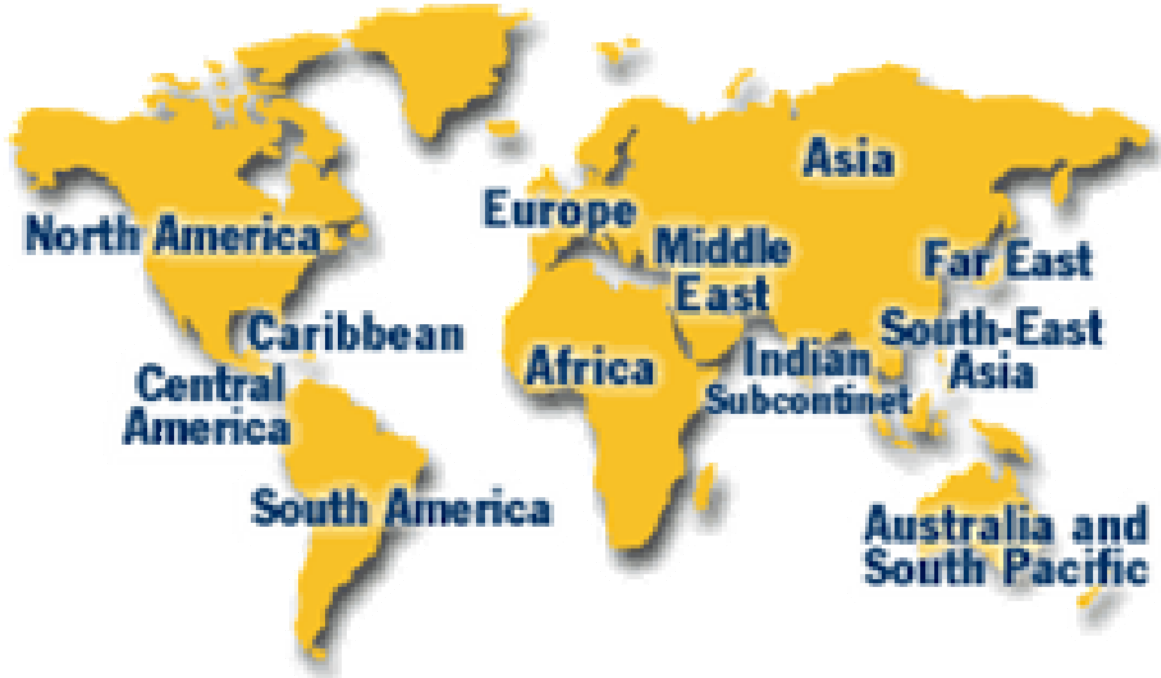 Asia
Europe
North America
Middle
East
Far East
Caribbean
South-East
Asia
Africa
Indian
Subcontinet
Central
America
South America
Australia and
South Pacific